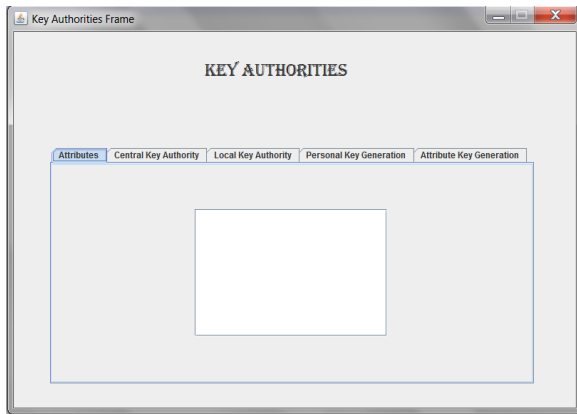 Key Authorities Frame
KEY AUTHORITIES
Attributes Central Key Authority Local Key Authority Personal Key Generation Attribute Key Generation